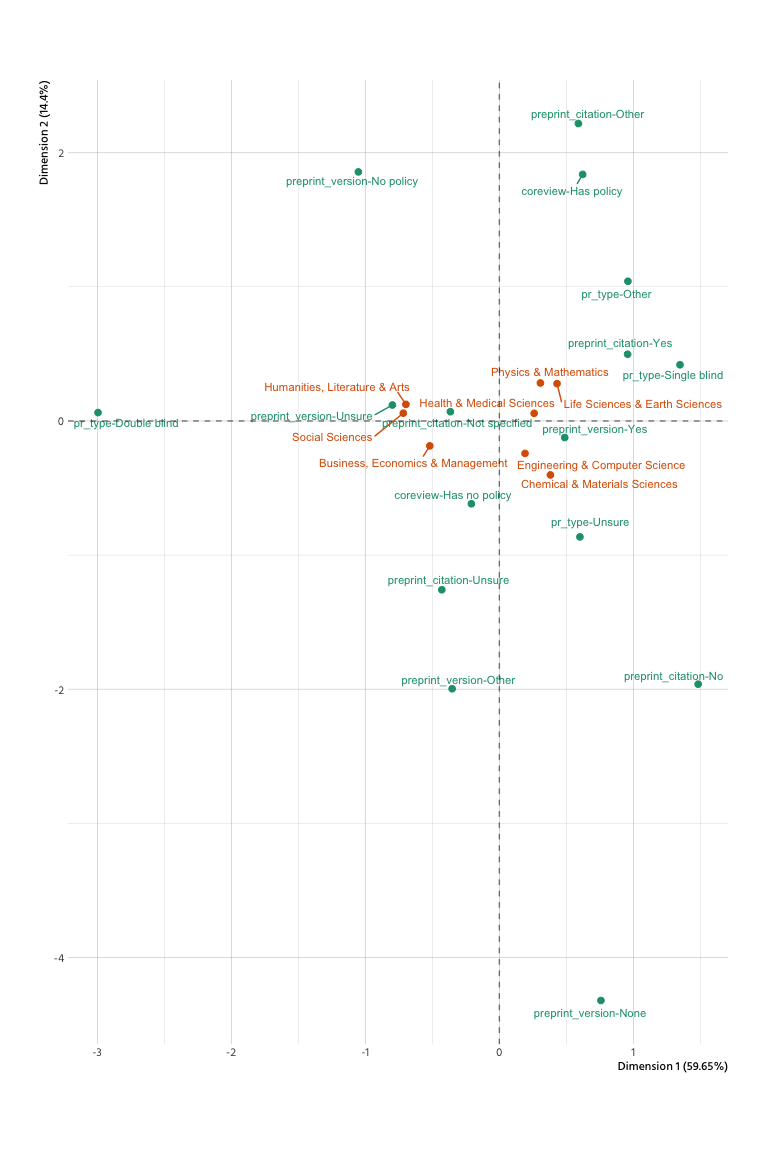 Dimension 2 (14.4%)
preprint_citation-Other
2
preprint_version-No policy
coreview-Has policy
pr_type-Other
preprint_citation-Yes
Physics & Mathematics
pr_type-Single blind
Humanities, Literature & Arts
Health & Medical Sciences
Life Sciences & Earth Sciences
preprint_version-Unsure
0
pr_type-Double blind
preprint_citation-Not specified
preprint_version-Yes
Social Sciences
Business, Economics & Management
Engineering & Computer Science
Chemical & Materials Sciences
coreview-Has no policy
pr_type-Unsure
preprint_citation-Unsure
preprint_version-Other
preprint_citation-No
-2
-4
preprint_version-None
-3
-2
-1
0
1
Dimension 1 (59.65%)